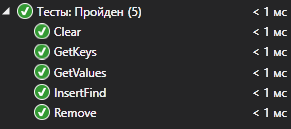 Тесты: Пройден (5) < 1 мс
Clear < 1 мс
GetKeys < 1 мс
GetValues < 1 мс
InsertFind < 1 мс
Remove < 1 мс